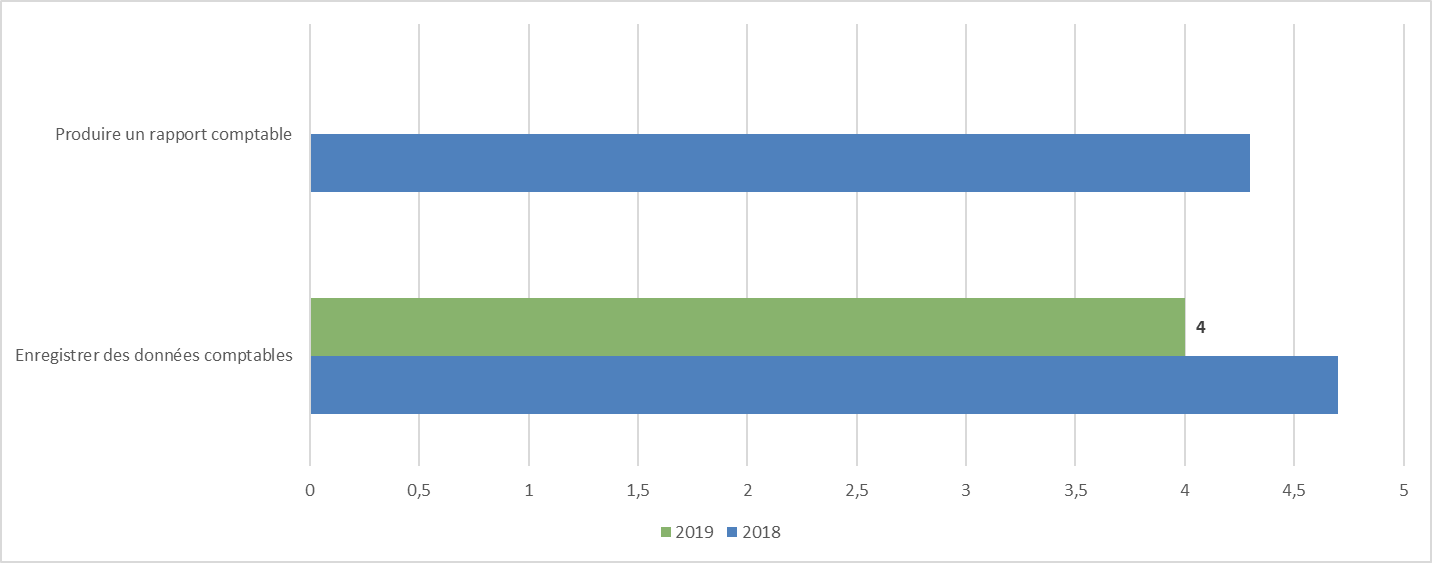 Produire un rapport comptable
4
Enregistrer des données comptables
0 0,5 1 1,5 2 2,5 3 3,5 4 4,5 5
2019 2018